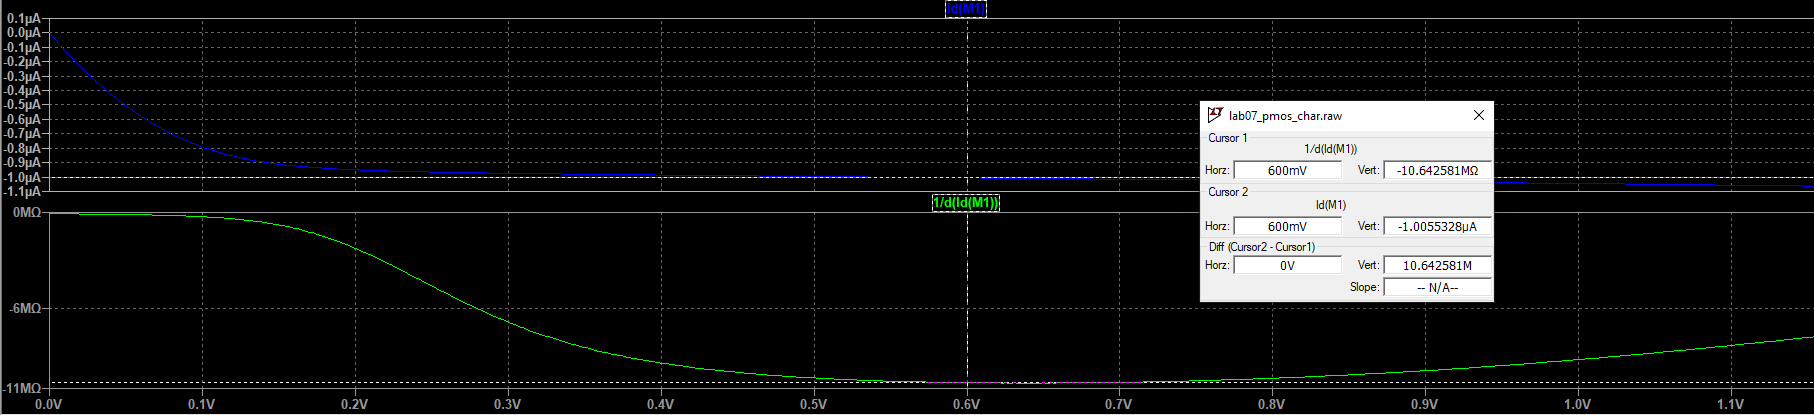 Id(M1)
0.1µA
0.0µA
-0.1µA
-0.2µA
-0.3µA
-0.4µA
-0.5µA
-0.6µA
-0.7µA
-0.8µA
-0.9µA
-1.0µA
-1.1µA
lab07_pmos_char.raw
Cursor 1
1/d(Id(M1))
Horz: 600mV Vert: -10.642581MΩ
Cursor 2
Id(M1)
Horz: 600mV Vert: -1.0055328µA
Diff (Cursor2 - Cursor1)
Horz: 0V Vert: 10.642581M
Slope: -- N/A--
1/d(Id(M1))
0MΩ
-6MΩ
-11MΩ
0.0V 0.1V 0.2V 0.3V 0.4V 0.5V 0.6V 0.7V 0.8V 0.9V 1.0V 1.1V